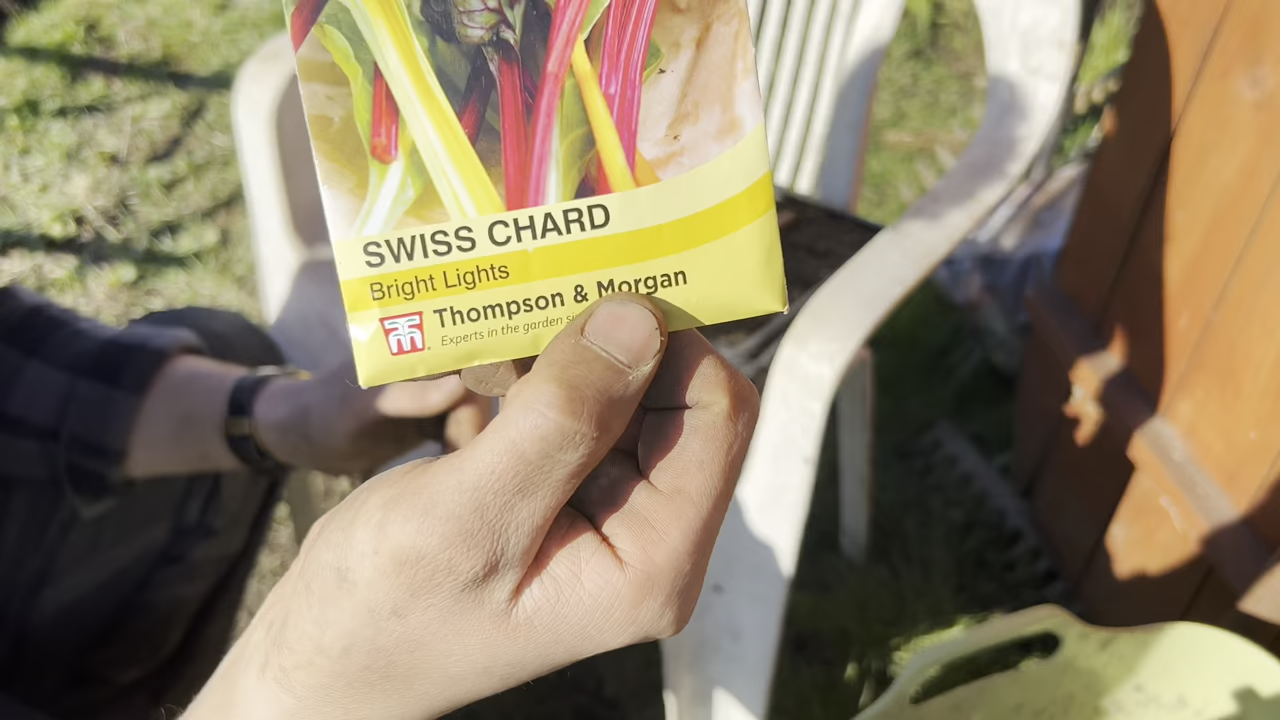 SWISS CHARD
Bright Lights
Thompson & Morgan
Experts in the garden